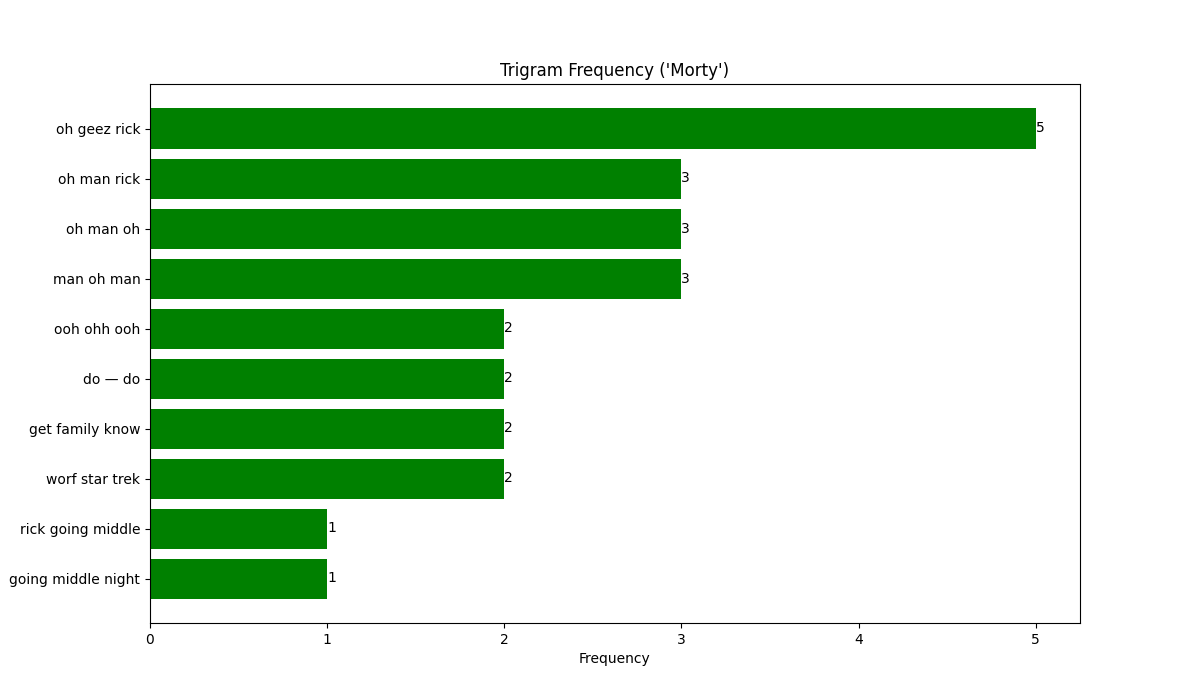 Trigram Frequency ('Morty')
oh geez rick 5
oh man rick 3
oh man oh 3
man oh man 3
ooh ohh ooh 2
do — do 2
get family know 2
worf star trek 2
rick going middle 1
going middle night 1
0 1 2 3 4 5
Frequency